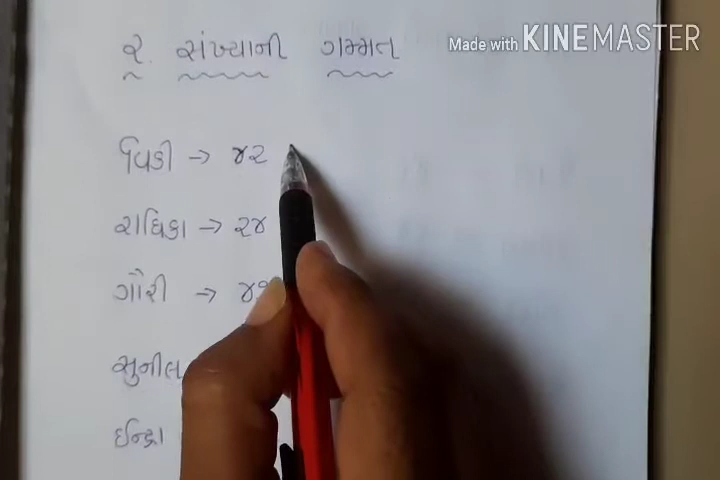 Made with KINEMASTER
૨. સંખ્યાની ગમ્મત
વિકી → ૪૨
રાધિકા → ૨૪
ગૌરી →
સુનીલ
ઈન્દ્રા